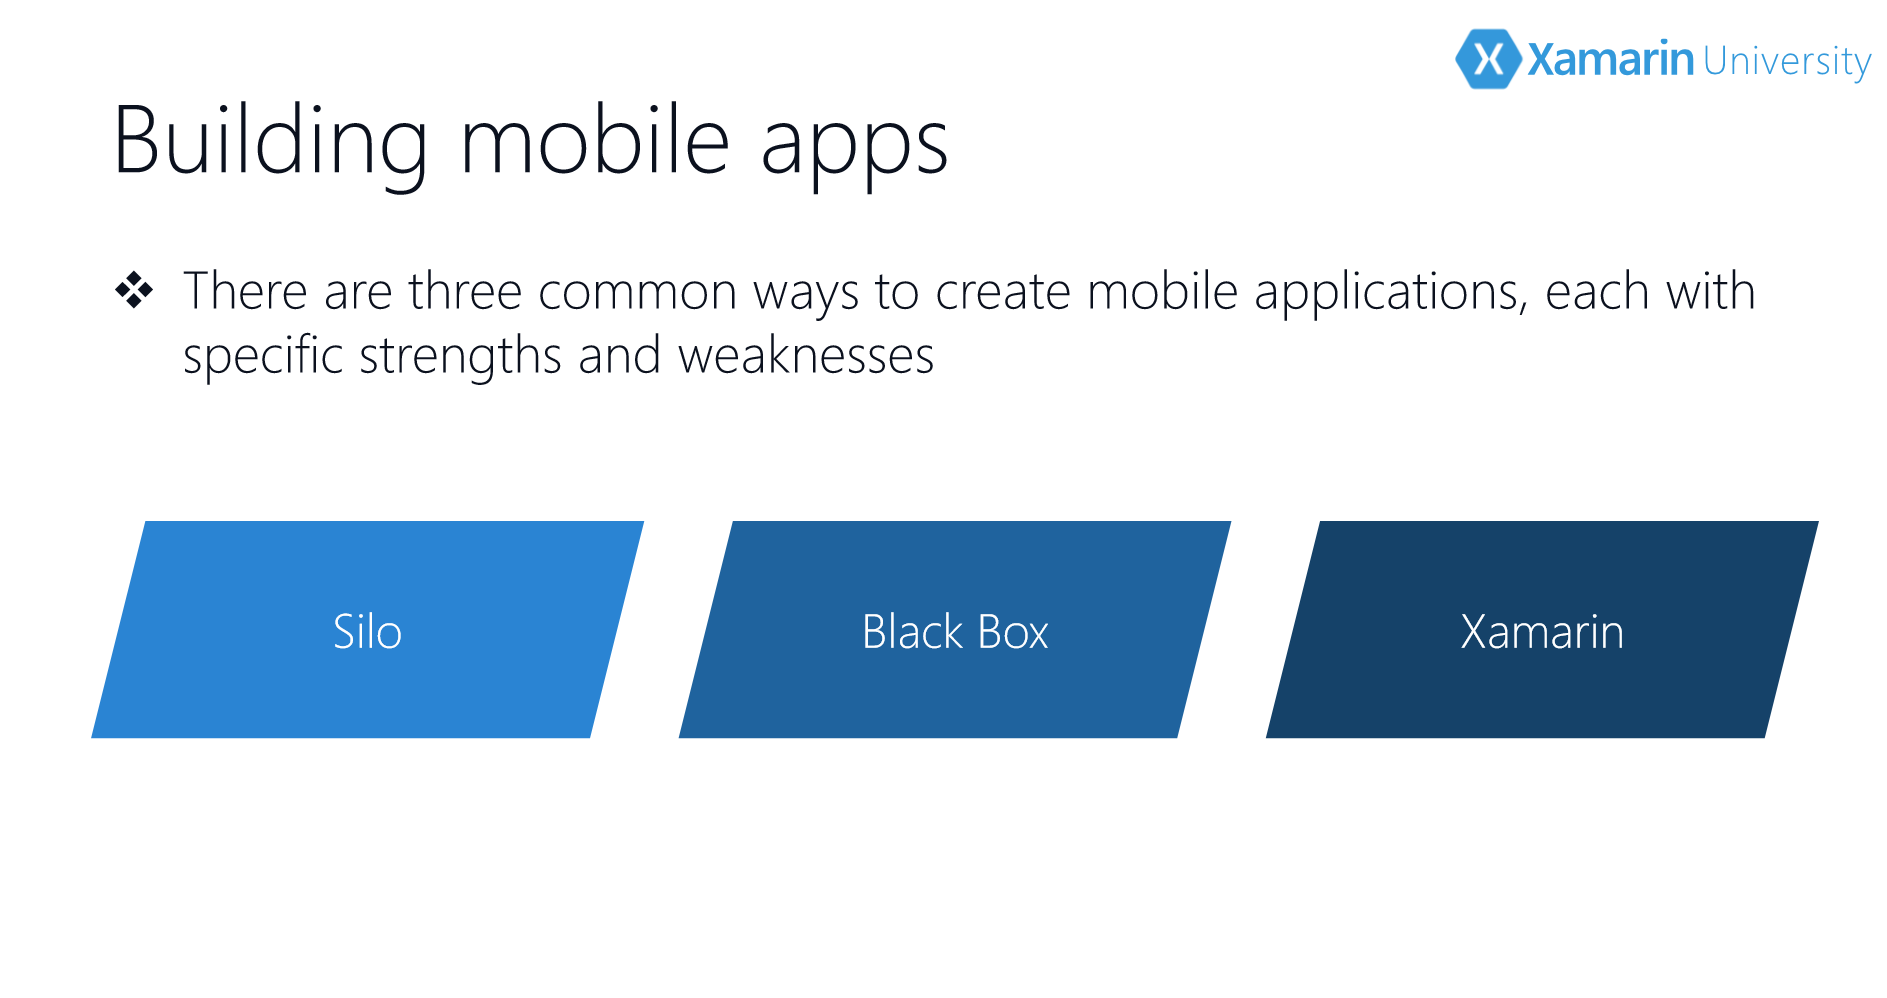 Xamarin University
Building mobile apps
❖ There are three common ways to create mobile applications, each with
specific strengths and weaknesses
Silo
Black Box
Xamarin